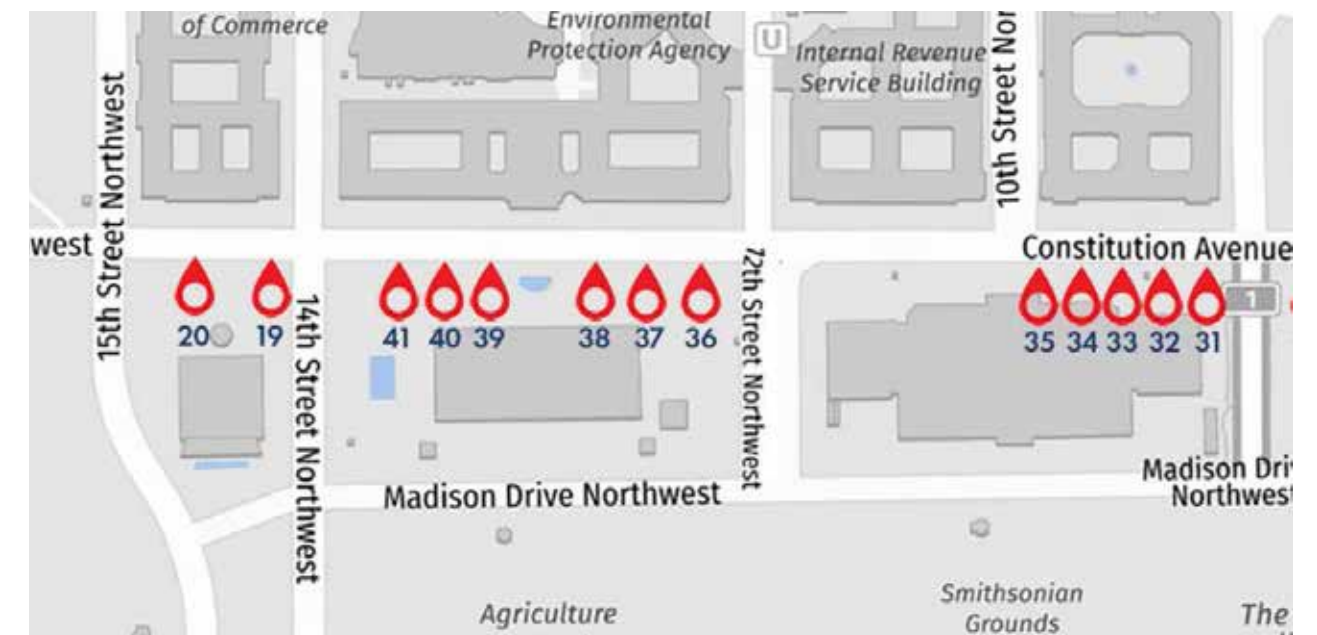 of Commerce
Environmental
Protection Agency
U
Internal Revenue
Service Building
10th Street Nor
15th Street Northwest
west
Constitution Avenue
20
19
41
40
39
38
37
36
35
34
33
32
31
1
14th Street Northwest
12th Street Northwest
Madison Drive Northwest
Madison Dri
Northwest
Agriculture
Smithsonian
Grounds
The